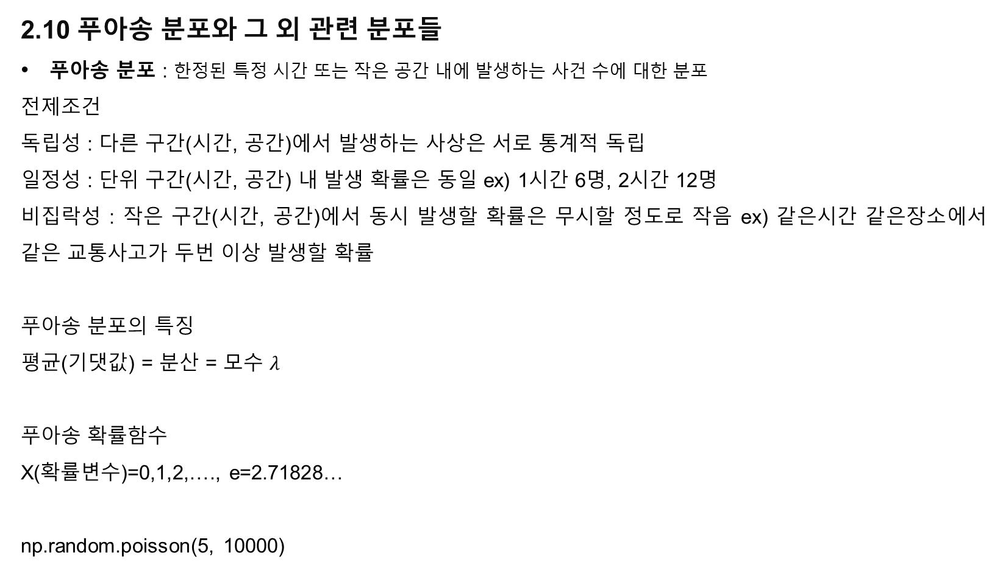 2.10 푸아송 분포와 그 외 관련 분포들
• 푸아송 분포 : 한정된 특정 시간 또는 작은 공간 내에 발생하는 사건 수에 대한 분포
전제조건
독립성 : 다른 구간(시간, 공간)에서 발생하는 사상은 서로 통계적 독립
일정성 : 단위 구간(시간, 공간) 내 발생 확률은 동일 ex) 1시간 6명, 2시간 12명
비집락성 : 작은 구간(시간, 공간)에서 동시 발생할 확률은 무시할 정도로 작음 ex) 같은시간 같은장소에서
같은 교통사고가 두번 이상 발생할 확률
푸아송 분포의 특징
평균(기댓값) = 분산 = 모수 λ
푸아송 확률함수
X(확률변수)=0,1,2,…., e=2.71828…
np.random.poisson(5, 10000)